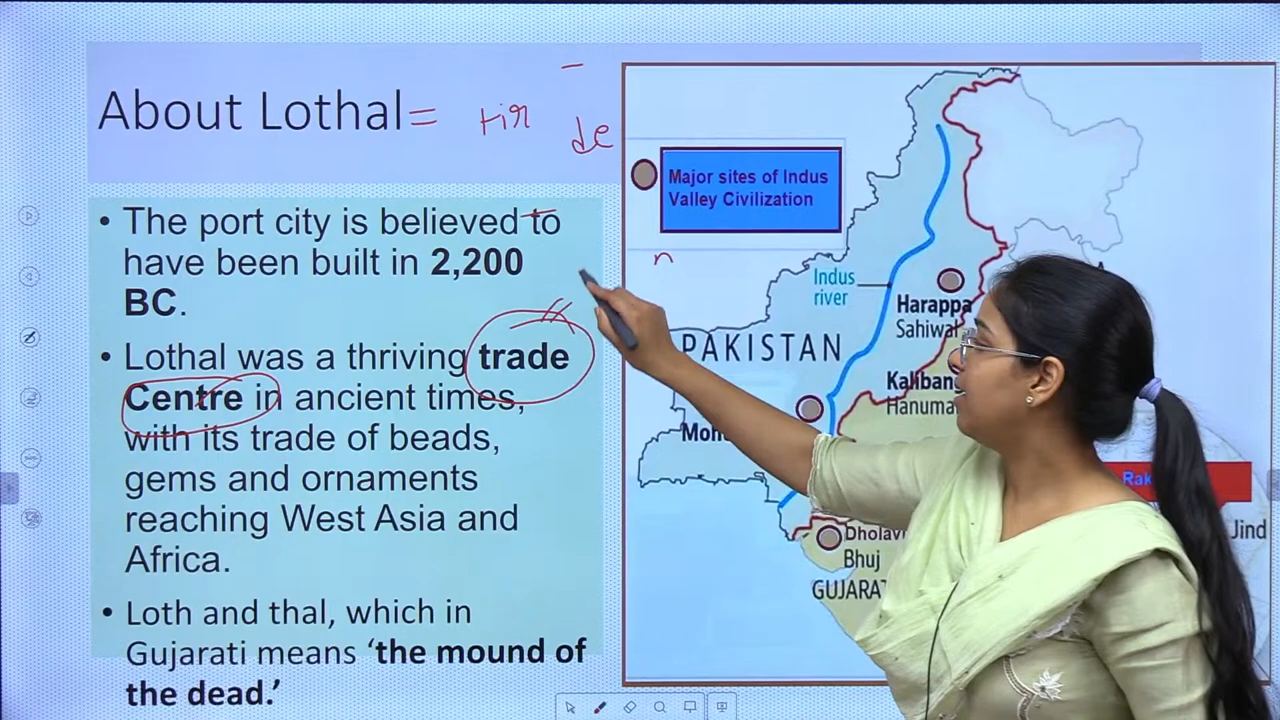 About Lothal =
de
• The port city is believed to
have been built in 2,200
BC.
• Lothal was a thriving trade
Centre in ancient times,
with its trade of beads,
gems and ornaments
reaching West Asia and
Africa.
• Loth and thal, which in
Gujarati means ‘the mound of
the dead.’
Major sites of Indus
Valley Civilization
n
Indus
river
Harappa
Sahiwal
PAKISTAN
Bhuj
GUJARAT
Jind